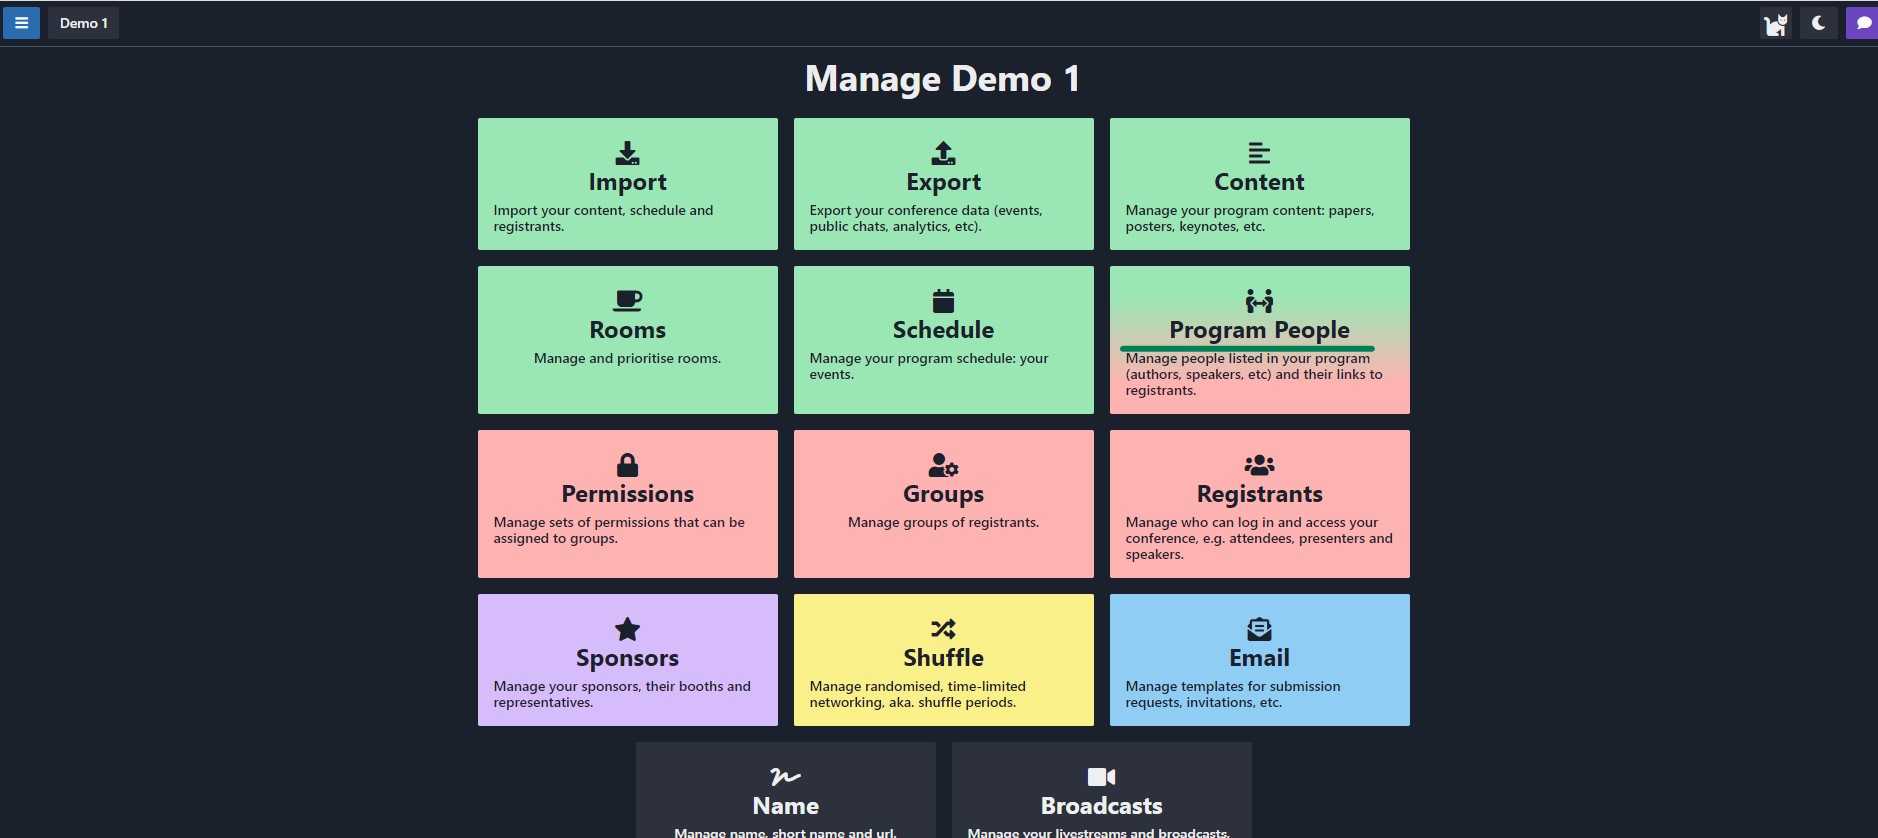 Demo 1
Manage Demo 1
Import
Import your content, schedule and
registrants.
Export
Export your conference data (events,
public chats, analytics, etc).
Content
Manage your program content: papers,
posters, keynotes, etc.
Rooms
Manage and prioritise rooms.
Schedule
Manage your program schedule: your
events.
Program People
Manage people listed in your program
(authors, speakers, etc) and their links to
registrants.
Permissions
Manage sets of permissions that can be
assigned to groups.
Groups
Manage groups of registrants.
Registrants
Manage who can log in and access your
conference, e.g. attendees, presenters and
speakers.
Sponsors
Manage your sponsors, their booths and
representatives.
Shuffle
Manage randomised, time-limited
networking, aka. shuffle periods.
Email
Manage templates for submission
requests, invitations, etc.
Name
Manage name, short name and url.
Broadcasts
Manage your livestreams and broadcasts.